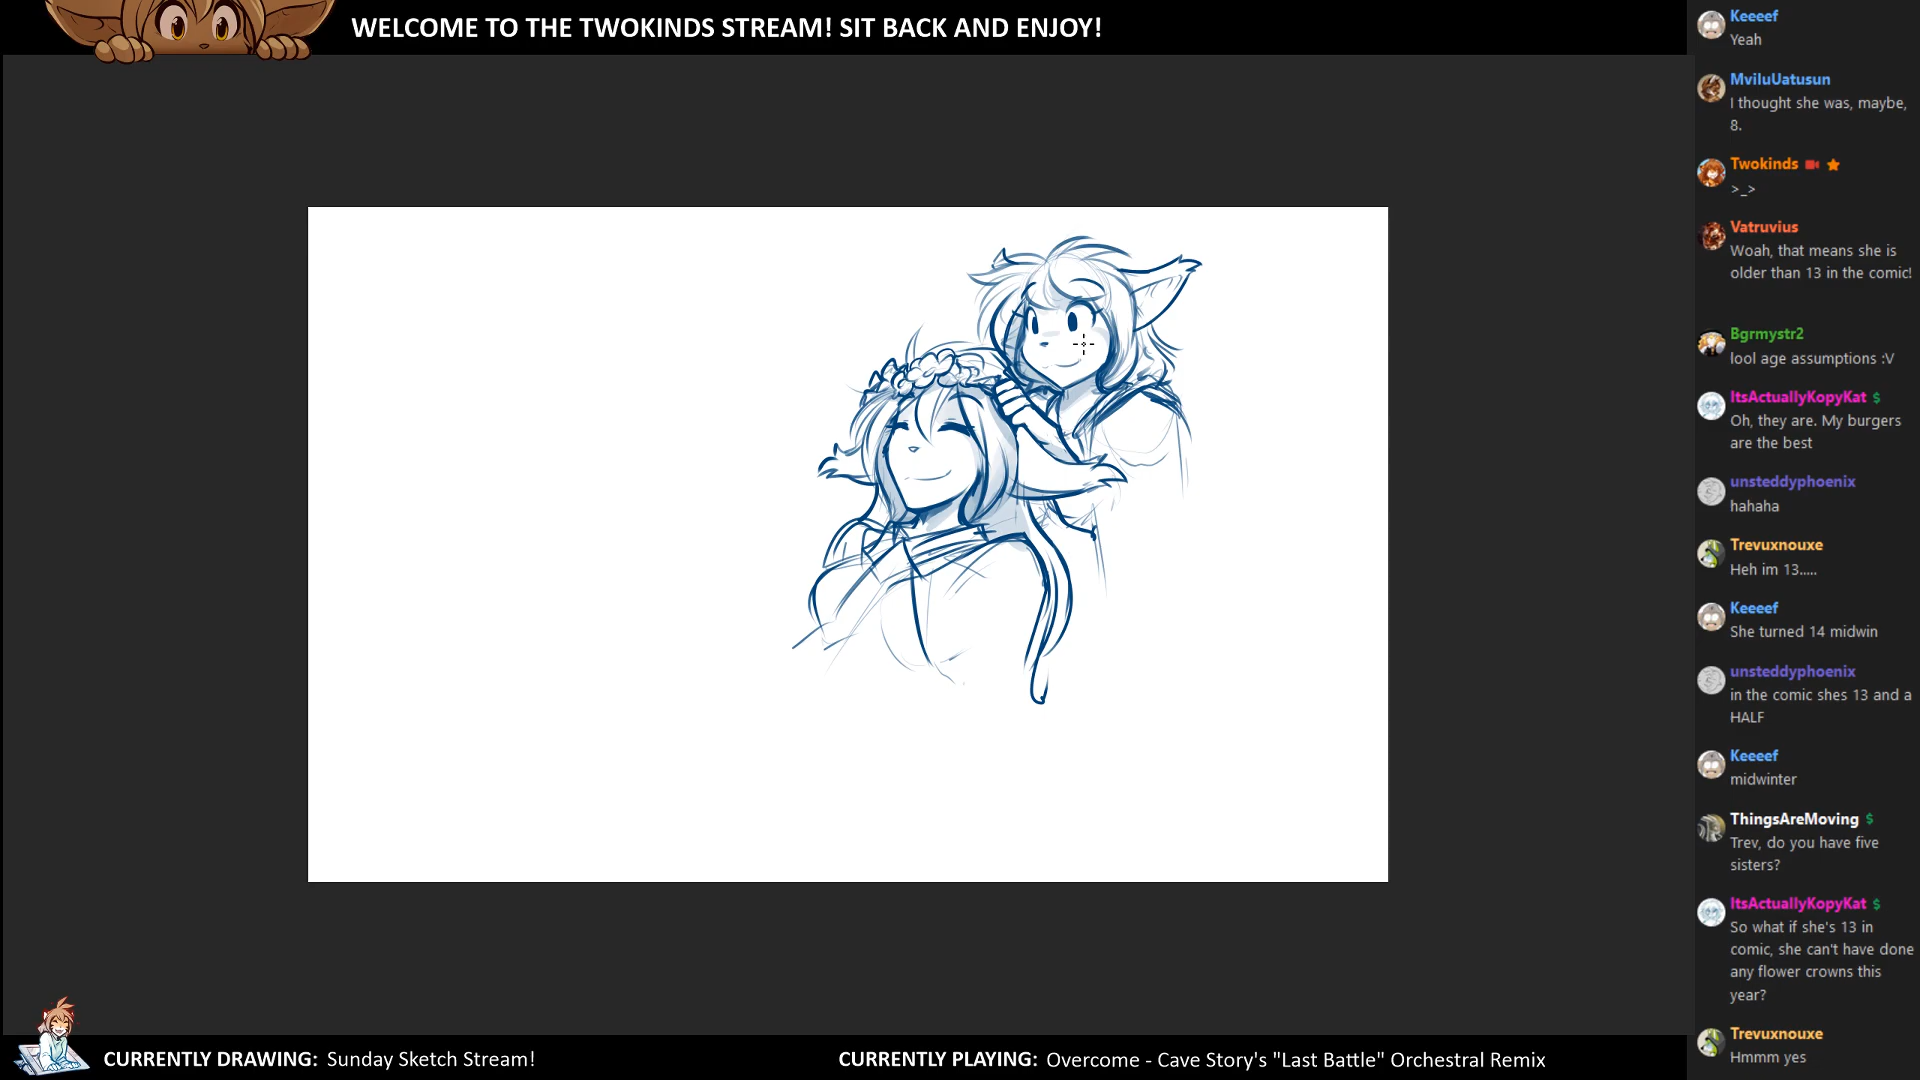 WELCOME TO THE TWOKINDS STREAM! SIT BACK AND ENJOY!
Keeeef
Yeah
MviluUatusun
I thought she was, maybe,
8.
Twokinds
>_>
Vatruvius
Woah, that means she is
older than 13 in the comic!
Bgrmystr2
lool age assumptions :V
ItsActuallyKopyKat $
Oh, they are. My burgers
are the best
unsteddyphoenix
hahaha
Trevuxnouxe
Heh im 13.....
Keeeef
She turned 14 midwin
unsteddyphoenix
in the comic shes 13 and a
HALF
Keeeef
midwinter
ThingsAreMoving $
Trev, do you have five
sisters?
ItsActuallyKopyKat $
So what if she's 13 in
comic, she can't have done
any flower crowns this
year?
Trevuxnouxe
Hmmm yes
CURRENTLY DRAWING: Sunday Sketch Stream!
CURRENTLY PLAYING: Overcome - Cave Story's "Last Battle" Orchestral Remix